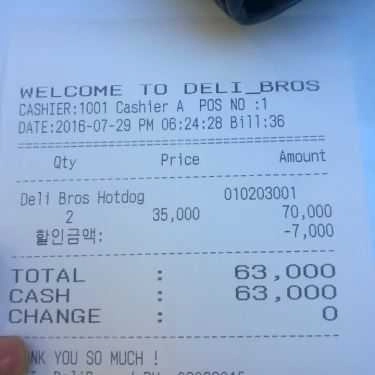 WELCOME TO DELI_BROS
CASHIER:1001 Cashier A POS NO :1
DATE:2016-07-29 PM 06:24:28 Bill:36
Qty Price Amount
Deli Bros Hotdog 010203001
2 35,000 70,000
할인금액: -7,000
TOTAL : 63,000
CASH : 63,000
CHANGE : 0
NK YOU SO MUCH !